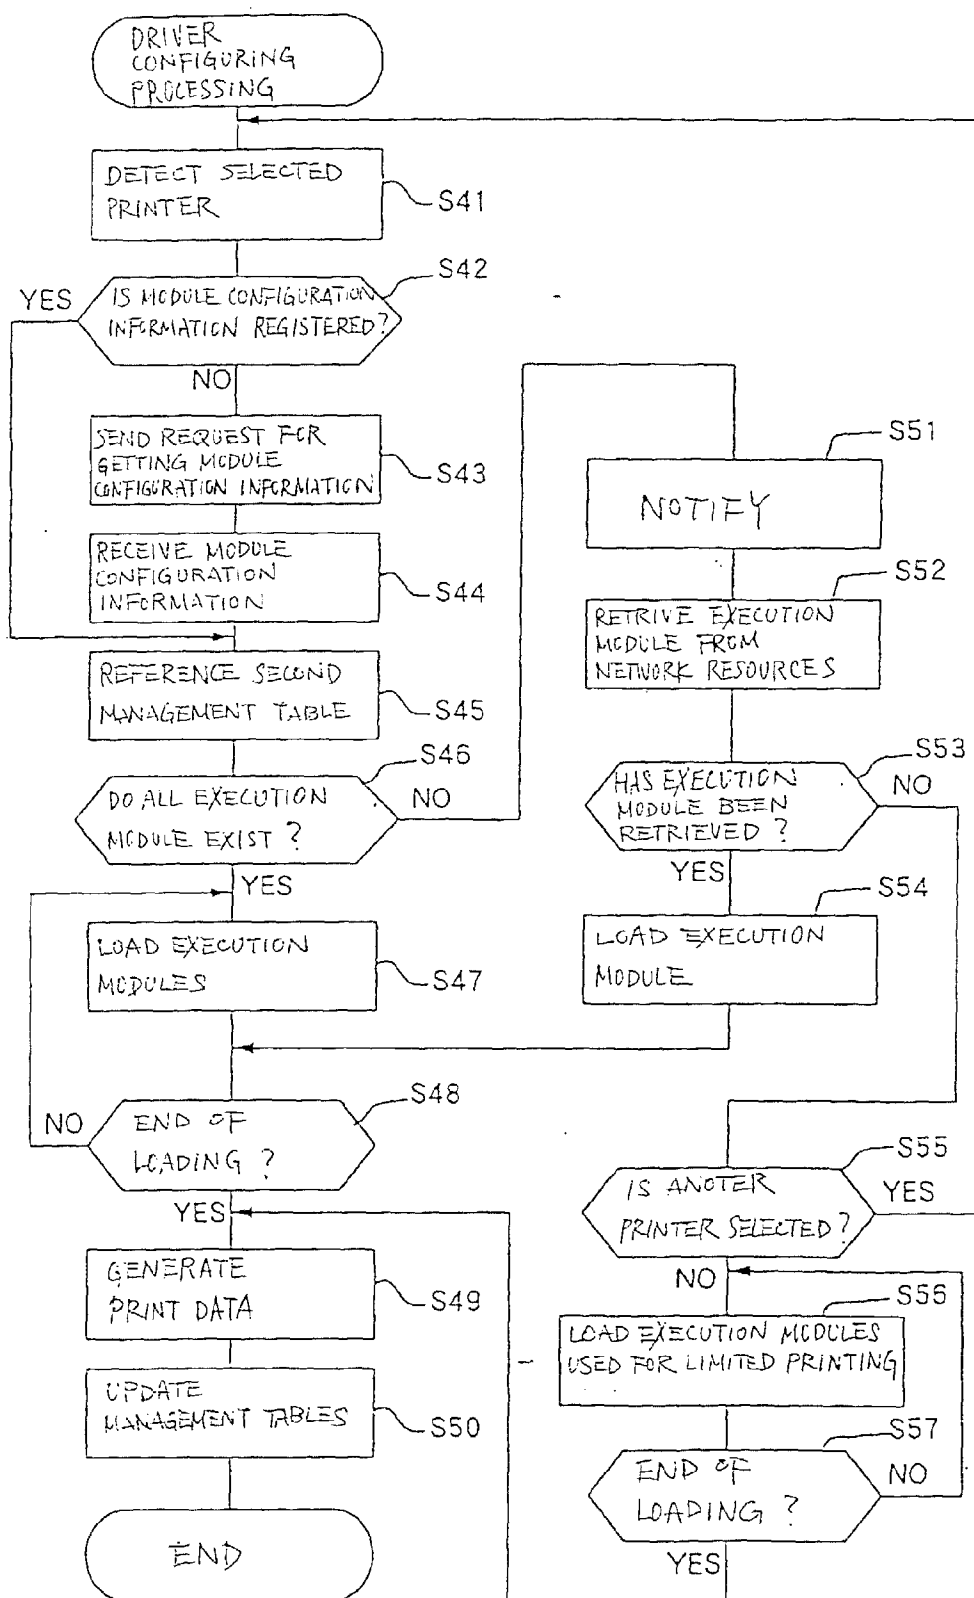 DRIVER
CONFIGURING
PROCESSING
DETECT SELECTED
PRINTER
S41
S42
YES
IS MODULE CONFIGURATION
INFORMATION REGISTERED?
NO
SEND REQUEST FOR
GETTING MODULE
CONFIGURATION INFORMATION
S43
RECEIVE MODULE
CONFIGURATION
INFORMATION
S44
REFERENCE SECOND
MANAGEMENT TABLE
S45
S46
DO ALL EXECUTION
MODULE EXIST?
NO
YES
LOAD EXECUTION
MODULES
S47
S48
NO
END OF
LOADING?
YES
GENERATE
PRINT DATA
S49
UPDATE
MANAGEMENT TABLES
S50
END
S51
NOTIFY
S52
RETRIVE EXECUTION
MODULE FROM
NETWORK RESOURCES
S53
HAS EXECUTION
MODULE BEEN
RETRIEVED?
NO
YES
S54
LOAD EXECUTION
MODULE
S55
IS ANOTER
PRINTER SELECTED?
YES
NO
S56
LOAD EXECUTION MODULES
USED FOR LIMITED PRINTING
S57
END OF
LOADING?
NO
YES